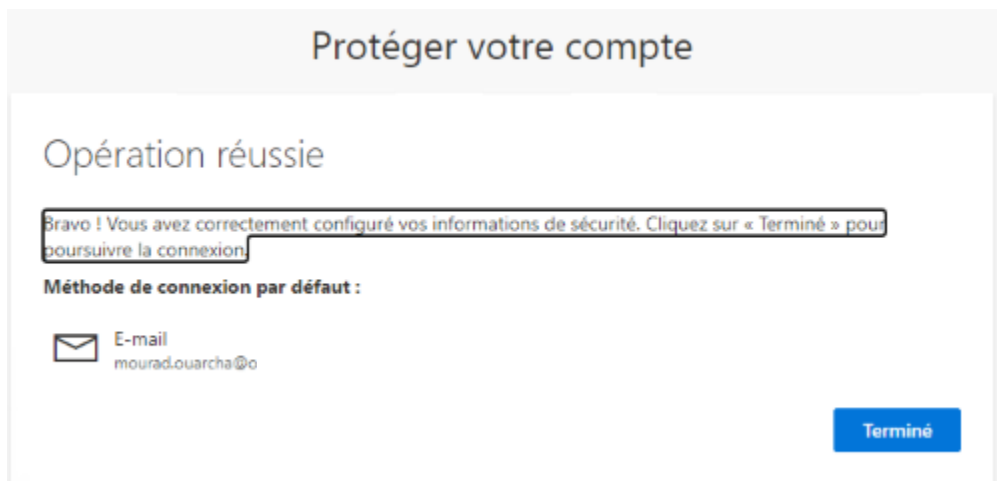 Protéger votre compte
Opération réussie
Bravo ! Vous avez correctement configuré vos informations de sécurité. Cliquez sur « Terminé » pour
poursuivre la connexion.
Méthode de connexion par défaut :
E-mail
mourad.ouarcha@o
Terminé